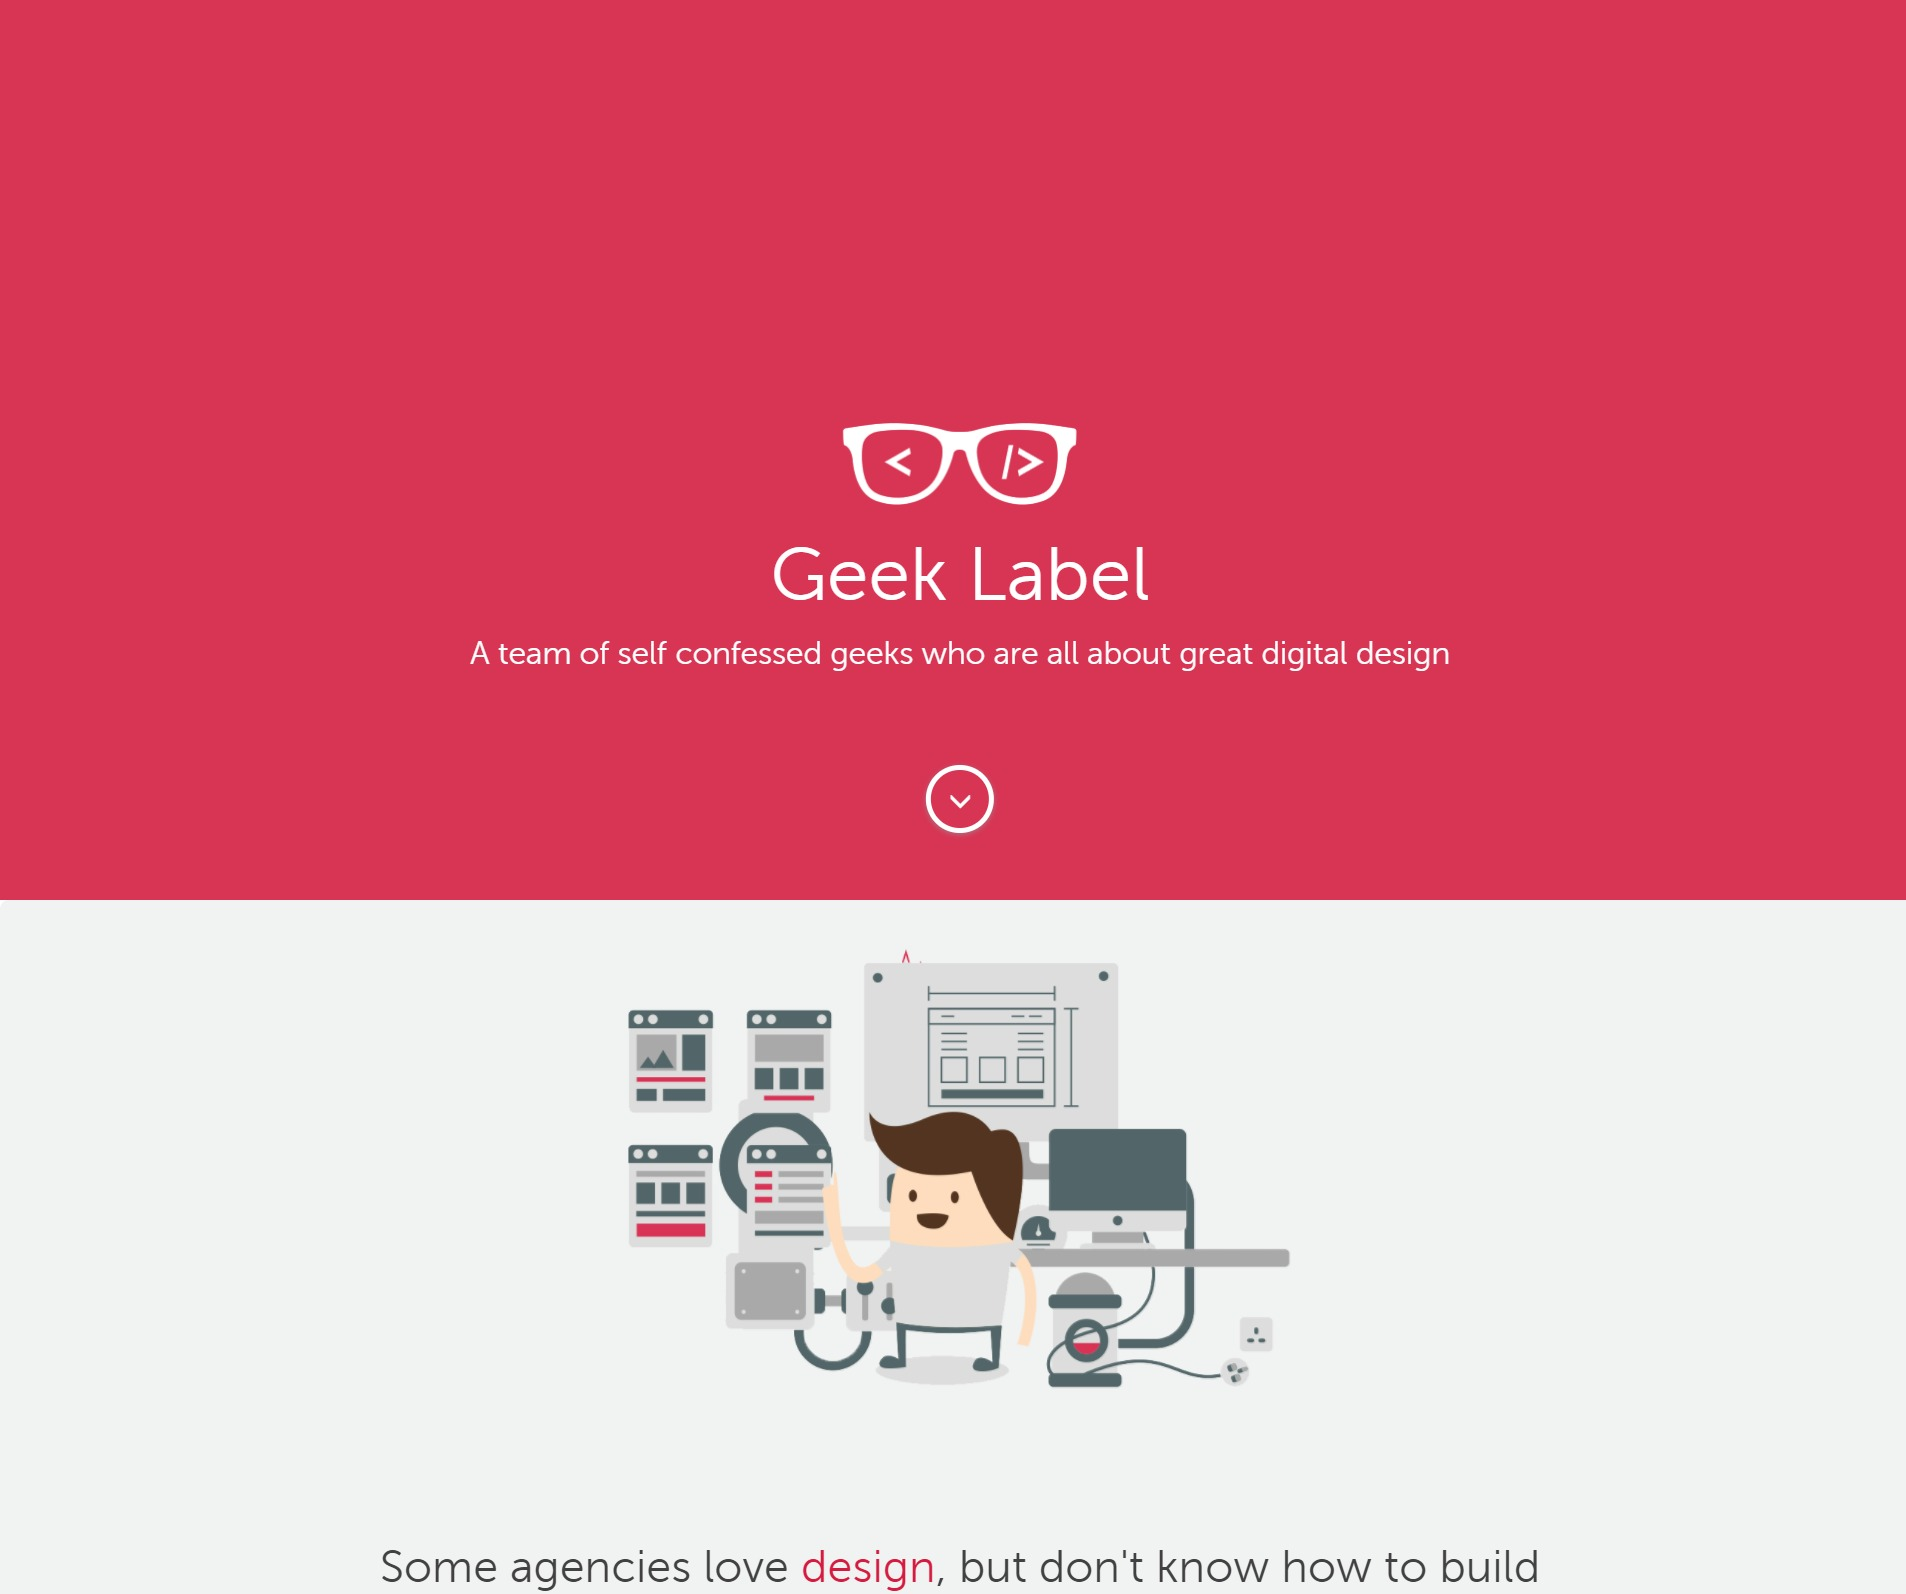 < />
Geek Label
A team of self confessed geeks who are all about great digital design
Some agencies love design, but don't know how to build